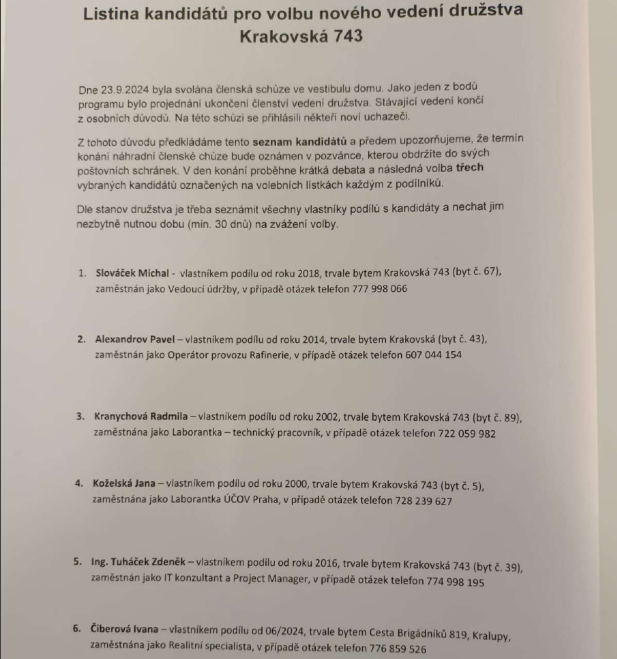 Listina kandidátů pro volbu nového vedení družstva
Krakovská 743
Dne 23.9.2024 byla svolána členská schůze ve vestibulu domu. Jako jeden z bodů
programu bylo projednání ukončení členství vedení družstva. Stávající vedení končí
z osobních důvodů. Na této schůzi se přihlásili někteří noví uchazeči.
Z tohoto důvodu předkládáme tento seznam kandidátů a předem upozorňujeme, že termín
konání náhradní členské chůze bude oznámen v pozvánce, kterou obdržíte do svých
poštovních schránek. V den konání proběhne krátká debata a následná volba třech
vybraných kandidátů označených na volebních lístkách každým z podílníků.
Dle stanov družstva je třeba seznámit všechny vlastníky podílů s kandidáty a nechat jim
nezbytně nutnou dobu (min. 30 dnů) na zvážení volby.
1. Slováček Michal - vlastníkem podílu od roku 2018, trvale bytem Krakovská 743 (byt č. 67),
zaměstnán jako Vedoucí údržby, v případě otázek telefon 777 998 066
2. Alexandrov Pavel – vlastníkem podílu od roku 2014, trvale bytem Krakovská (byt č. 43),
zaměstnán jako Operátor provozu Rafinerie, v případě otázek telefon 607 044 154
3. Kranychová Radmila – vlastníkem podílu od roku 2002, trvale bytem Krakovská 743 (byt č. 89),
zaměstnána jako Laborantka – technický pracovník, v případě otázek telefon 722 059 982
4. Koželská Jana – vlastníkem podílu od roku 2000, trvale bytem Krakovská 743 (byt č. 5),
zaměstnána jako Laborantka ÚČOV Praha, v případě otázek telefon 728 239 627
5. Ing. Tuháček Zdeněk – vlastníkem podílu od roku 2016, trvale bytem Krakovská 743 (byt č. 39),
zaměstnán jako IT konzultant a Project Manager, v případě otázek telefon 774 998 195
6. Čiberová Ivana – vlastníkem podílu od 06/2024, trvale bytem Cesta Brigádníků 819, Kralupy,
zaměstnána jako Realitní specialista, v případě otázek telefon 776 859 526